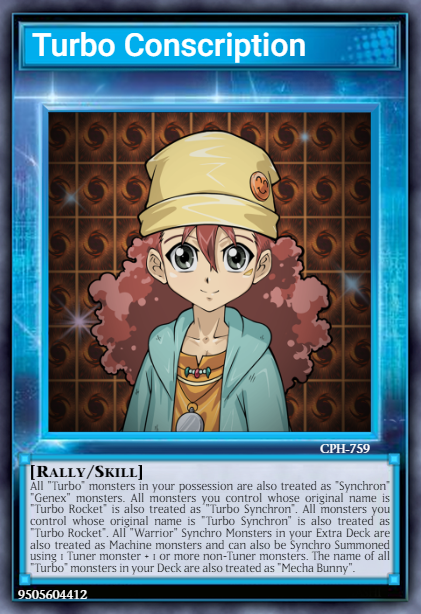 Turbo Conscription
CPH-759
[RALLY/SKILL]
All "Turbo" monsters in your possession are also treated as "Synchron"
"Genex" monsters. All monsters you control whose original name is
"Turbo Rocket" is also treated as "Turbo Synchron". All monsters you
control whose original name is "Turbo Synchron" is also treated as
"Turbo Rocket". All "Warrior" Synchro Monsters in your Extra Deck are
also treated as Machine monsters and can also be Synchro Summoned
using 1 Tuner monster + 1 or more non-Tuner monsters. The name of all
"Turbo" monsters in your Deck are also treated as "Mecha Bunny".
9505604412